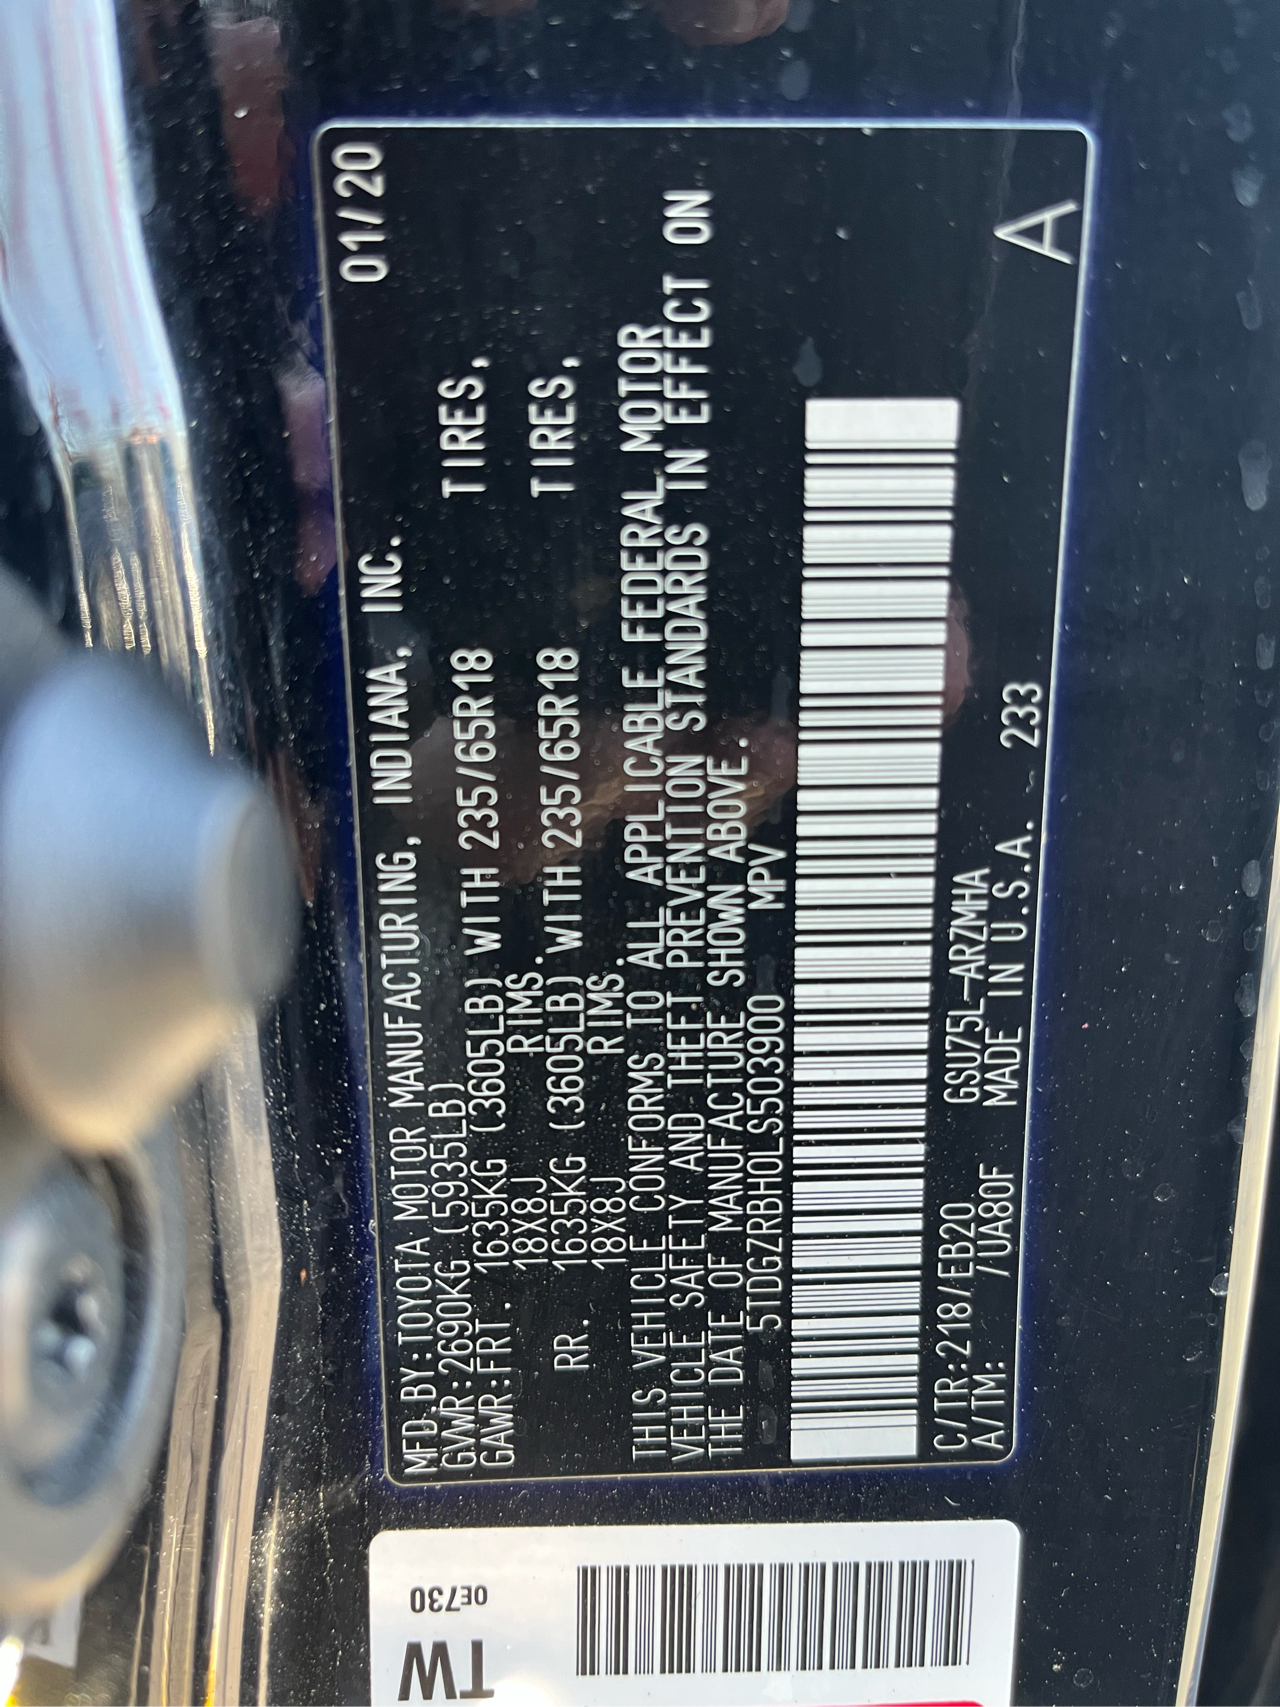 01/20
MFD.BY:TOYOTA MOTOR MANUFACTURING, INDIANA, INC.
GVWR:2690KG (5935LB)
GAWR:FRT. 1635KG (3605LB) WITH 235/65R18 TIRES,
18X8J RIMS.
RR. 1635KG (3605LB) WITH 235/65R18 TIRES,
18X8J RIMS.
THIS VEHICLE CONFORMS TO ALL APPLICABLE FEDERAL MOTOR
VEHICLE SAFETY AND THEFT PREVENTION STANDARDS IN EFFECT ON
THE DATE OF MANUFACTURE SHOWN ABOVE.
5TDGZRBH0LS503900 MPV
C/TR:218/EB20 GSU75L-ARZMHA
A/TM: /UA80F MADE IN U.S.A. 233
A
TW
0E730